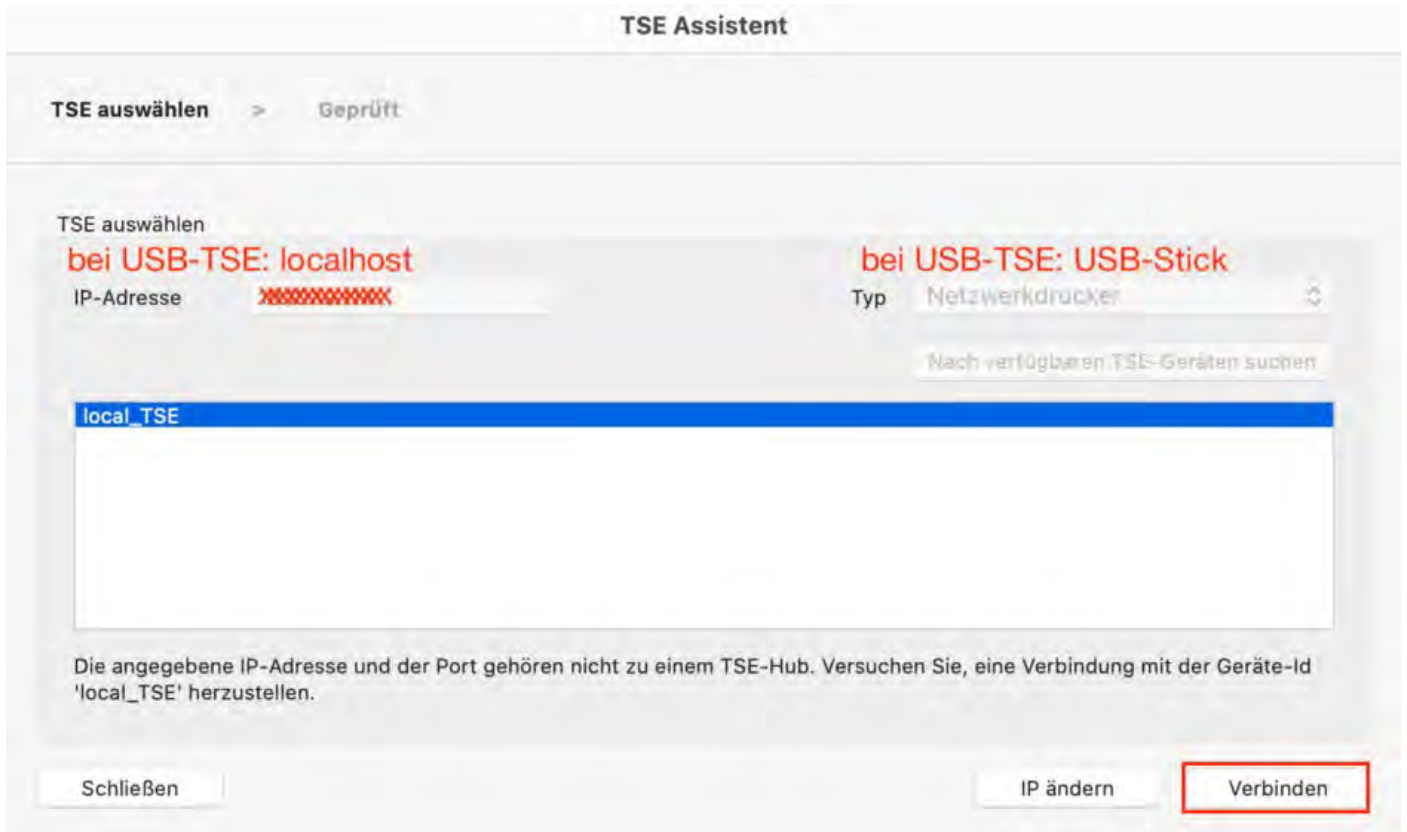 TSE Assistent
TSE auswählen > Geprüft
TSE auswählen
bei USB-TSE: localhost bei USB-TSE: USB-Stick
IP-Adresse XXXXXXXXXXXXX Typ Netzwerkdrucker
Nach verfügbaren TSE-Geräten suchen
local_TSE
Die angegebene IP-Adresse und der Port gehören nicht zu einem TSE-Hub. Versuchen Sie, eine Verbindung mit der Geräte-Id
'local_TSE' herzustellen.
Schließen IP ändern Verbinden